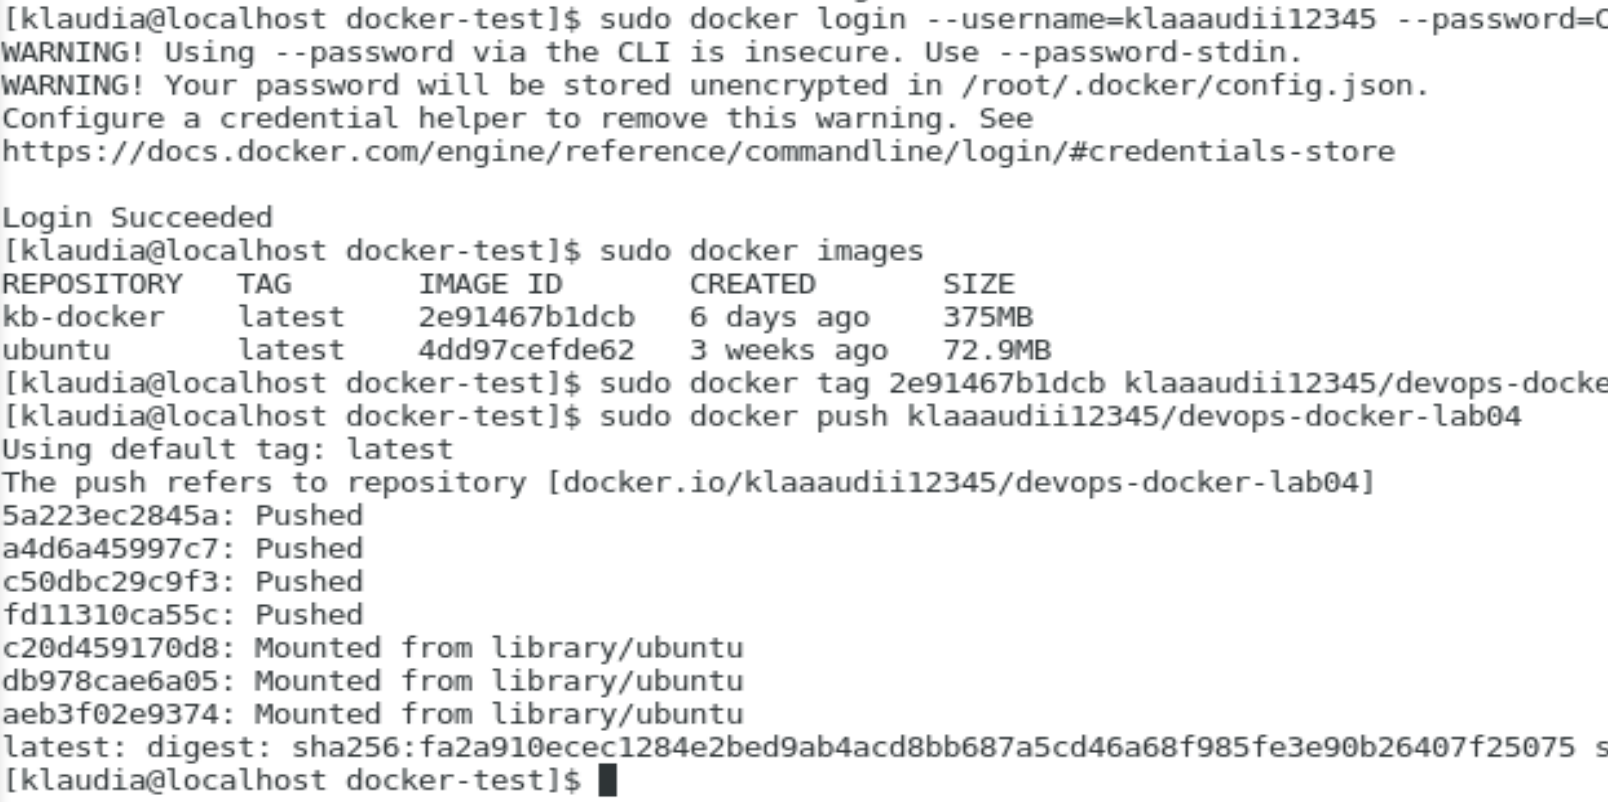 [klaudia@localhost docker-test]$ sudo docker login --username=klaaaudii12345 --password=C
WARNING! Using --password via the CLI is insecure. Use --password-stdin.
WARNING! Your password will be stored unencrypted in /root/.docker/config.json.
Configure a credential helper to remove this warning. See
https://docs.docker.com/engine/reference/commandline/login/#credentials-store

Login Succeeded
[klaudia@localhost docker-test]$ sudo docker images
REPOSITORY   TAG       IMAGE ID       CREATED       SIZE
kb-docker    latest    2e91467b1dcb   6 days ago    375MB
ubuntu       latest    4dd97cefde62   3 weeks ago   72.9MB
[klaudia@localhost docker-test]$ sudo docker tag 2e91467b1dcb klaaaudii12345/devops-docke
[klaudia@localhost docker-test]$ sudo docker push klaaaudii12345/devops-docker-lab04
Using default tag: latest
The push refers to repository [docker.io/klaaaudii12345/devops-docker-lab04]
5a223ec2845a: Pushed
a4d6a45997c7: Pushed
c50dbc29c9f3: Pushed
fd11310ca55c: Pushed
c20d459170d8: Mounted from library/ubuntu
db978cae6a05: Mounted from library/ubuntu
aeb3f02e9374: Mounted from library/ubuntu
latest: digest: sha256:fa2a910ecec1284e2bed9ab4acd8bb687a5cd46a68f985fe3e90b26407f25075 s
[klaudia@localhost docker-test]$